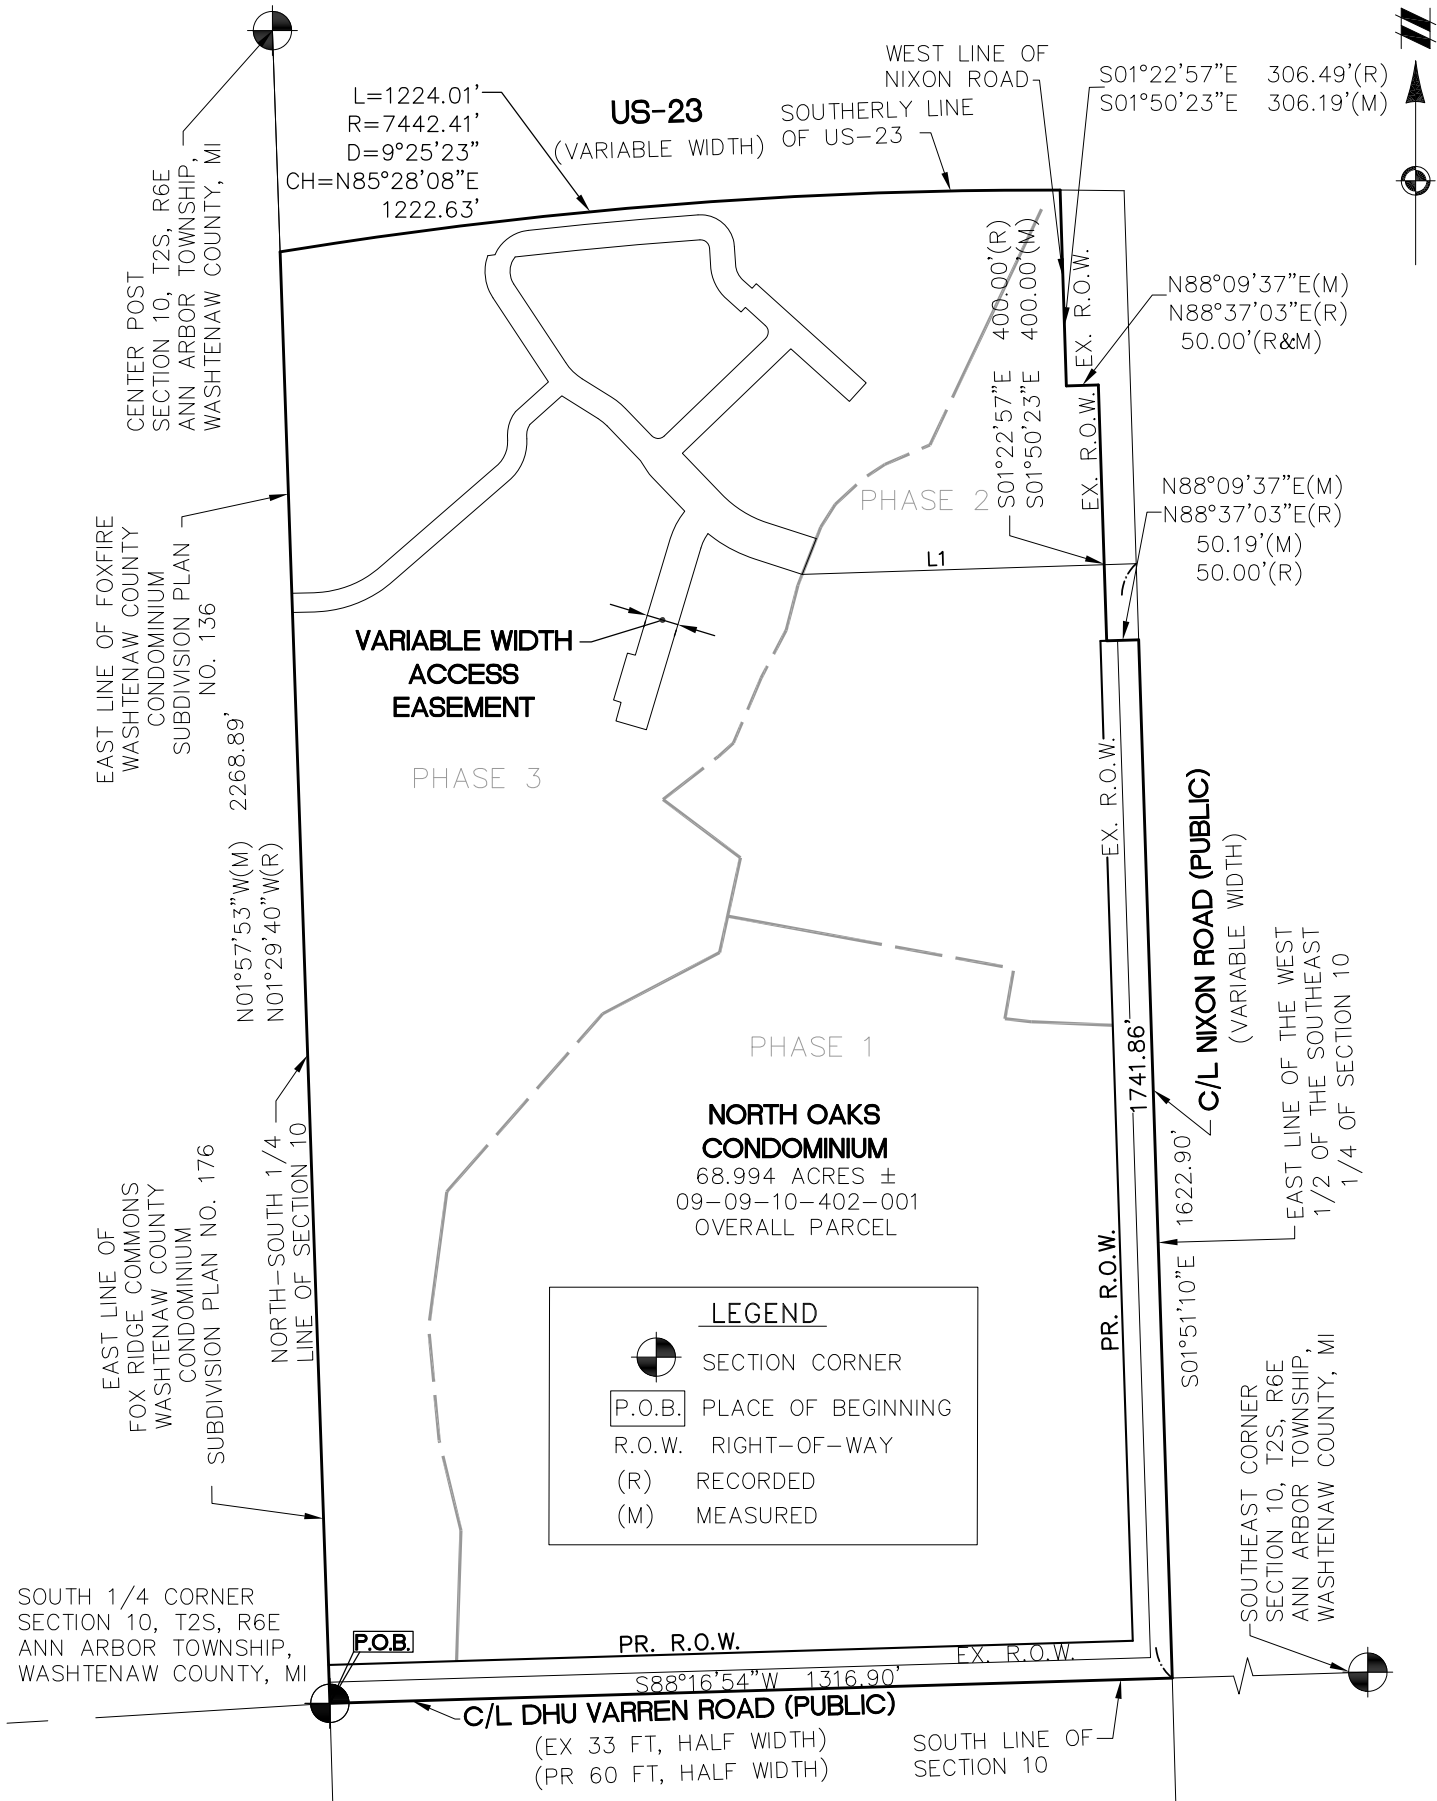 WEST LINE OF
NIXON ROAD
S01°22'57"E 306.49'(R)
S01°50'23"E 306.19'(M)
L=1224.01'
R=7442.41'
D=9°25'23"
CH=N85°28'08"E
1222.63'
US-23
(VARIABLE WIDTH)
SOUTHERLY LINE
OF US-23
CENTER POST
SECTION 10, T2S, R6E
ANN ARBOR TOWNSHIP,
WASHTENAW COUNTY, MI
S01°22'57"E 400.00'(R)
S01°50'23"E 400.00'(M)
EX. R.O.W.
EX. R.O.W.
N88°09'37"E(M)
N88°37'03"E(R)
50.00'(R&M)
N88°09'37"E(M)
N88°37'03"E(R)
50.19'(M)
50.00'(R)
PHASE 2
L1
EAST LINE OF FOXFIRE
WASHTENAW COUNTY
CONDOMINIUM
SUBDIVISION PLAN
NO. 136
VARIABLE WIDTH
ACCESS
EASEMENT
PHASE 3
N01°57'53"W(M) 2268.89'
N01°29'40"W(R)
EX. R.O.W.
C/L NIXON ROAD (PUBLIC)
(VARIABLE WIDTH)
EAST LINE OF THE WEST
1/2 OF THE SOUTHEAST
1/4 OF SECTION 10
1741.86'
PHASE 1
NORTH OAKS
CONDOMINIUM
68.994 ACRES ±
09-09-10-402-001
OVERALL PARCEL
NORTH-SOUTH 1/4
LINE OF SECTION 10
EAST LINE OF
FOX RIDGE COMMONS
WASHTENAW COUNTY
CONDOMINIUM
SUBDIVISION PLAN NO. 176
PR. R.O.W.
S01°51'10"E 1622.90'
LEGEND
SECTION CORNER
P.O.B. PLACE OF BEGINNING
R.O.W. RIGHT-OF-WAY
(R) RECORDED
(M) MEASURED
SOUTHEAST CORNER
SECTION 10, T2S, R6E
ANN ARBOR TOWNSHIP,
WASHTENAW COUNTY, MI
SOUTH 1/4 CORNER
SECTION 10, T2S, R6E
ANN ARBOR TOWNSHIP,
WASHTENAW COUNTY, MI
P.O.B.
PR. R.O.W.
EX. R.O.W.
S88°16'54"W 1316.90'
C/L DHU VARREN ROAD (PUBLIC)
(EX 33 FT, HALF WIDTH)
(PR 60 FT, HALF WIDTH)
SOUTH LINE OF
SECTION 10